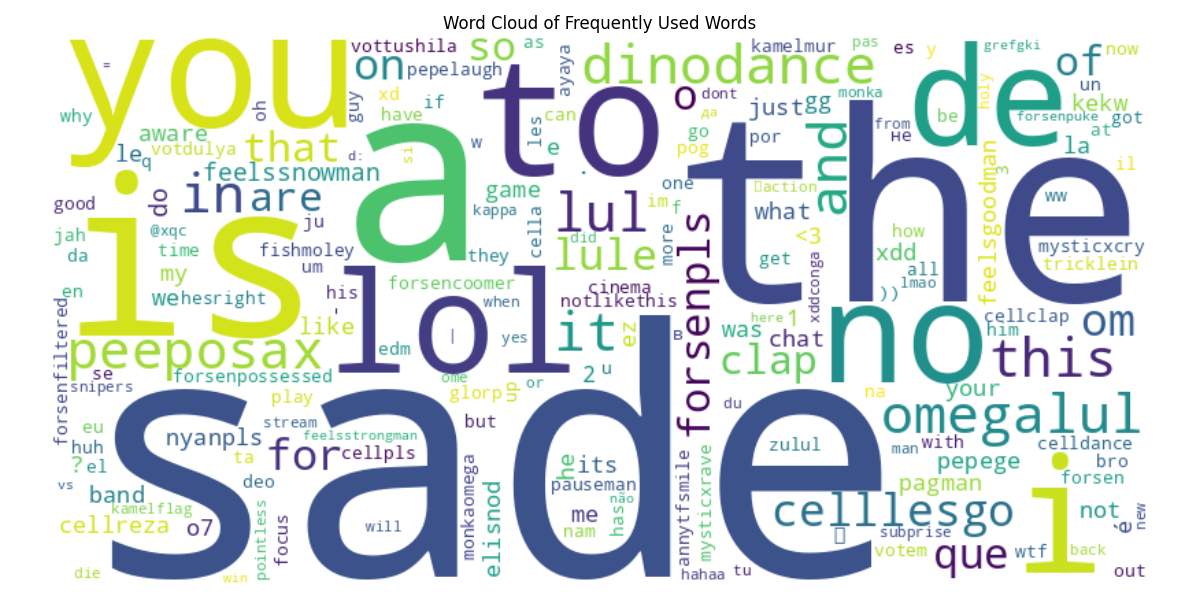 Word Cloud of Frequently Used Words
you
vottushila
so
as
kamelmur
pas
es
y
grefgki
now
=
on
pepelaugh
ayaya
dinodance
de
of
un
why
oh
guy
xd
if
to
o
dont
just
gg
monka
holy
kekw
aware
have
a
w
les
can
да
and
from
be
forsenpuke
got
le
q
votdulya
that
d:
si
e
go
pog
por
the
не
la
at
feelssnowman
game
one
action
feelsgoodman
3
il
good
do
in
are
kappa
lul
im
f
what
ww
jah
@xqc
ju
cella
did
more
<3
how
mysticxcry
da
time
fishmoley
they
lule
get
xdd
tricklein
is
my
um
forsencoomer
cinema
forsenpls
xddconga
all
lmao
en
we
hesright
his
'
when
notlikethis
))
forsenfiltered
like
lol
|
yes
it
ez
B
was
here
1
chat
no
cellclap
him
om
peeposax
edm
2
u
clap
this
se
snipers
forsenpossessed
ome
glorp
up
or
na
your
play
sade
du
omegalul
eu
stream
feelsstrongman
but
huh
nyanpls
for
cellpls
he
its
zulul
man
with
celldance
?
el
ta
pepege
bro
vs
band
deo
monkaomega
elisnod
pauseman
não
has
annytfsmile
mysticxrave
pagman
i
forsen
kamelflag
cellreza
o7
pointless
focus
will
me
nam
celllesgo
not
é
new
subprise
votem
que
wtf
back
die
win
hahaa
tu
out